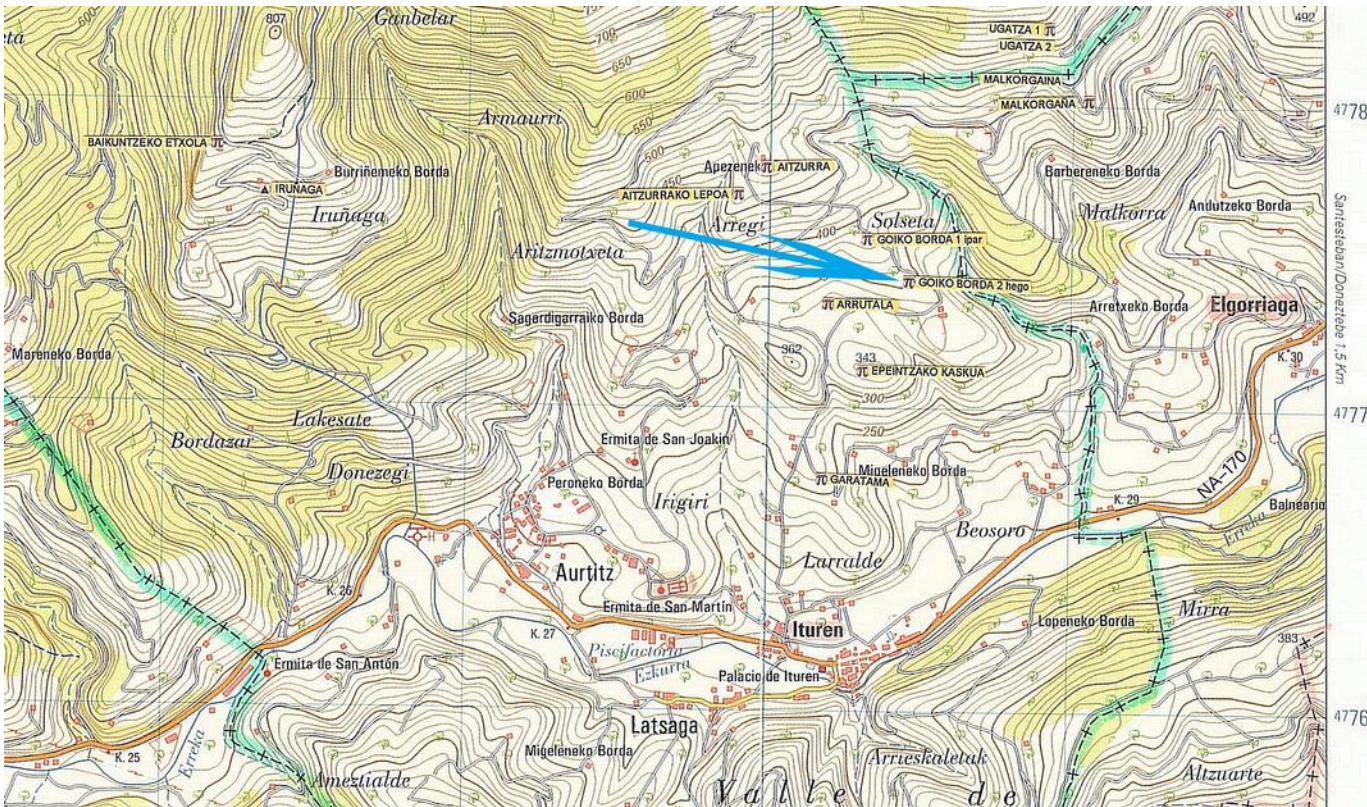 807
Ganbelar
700
650
600
550
500
450
400
492
UGATZA 1 π
UGATZA 2
MALKORGAINA
MALKORGAÑA π
4778
Armaurri
BAIKUNTZEKO ETXOLA π
Burriñemeko Borda
IRUÑAGA
Iruñaga
Apezenek
π AITZURRA
AITZURRAKO LEPOA π
Barbereneko Borda
Andutzeko Borda
Malkorra
Solseta
Arregi
Aritzmotxeta
π GOIKO BORDA 1 ipar
π GOIKO BORDA 2 hego
π ARRUTALA
Arretxeko Borda
Elgorriaga
Santesteban/Doneztebe 1,5 Km
Sagerdigarraiko Borda
Mareneko Borda
362
343
π EPEINTZAKO KASKUA
K. 30
300
250
4777
Lakesate
Bordazar
Donezegi
Ermita de San Joakin
Peroneko Borda
Irigiri
Migeleneko Borda
π GARATAMA
NA-170
K. 29
Balneario
Erreka
Beosoro
H
Aurtitz
Larralde
K. 26
Ermita de San Martín
K. 27
Ituren
Lopeneko Borda
Mirra
383
Piscifactoria
Ezkurra
Ermita de San Antón
Palacio de Ituren
Latsaga
4776
K. 25
Erreka
Migeleneko Borda
Arrieskaletak
Ameztialde
Altzuarte
Valle de